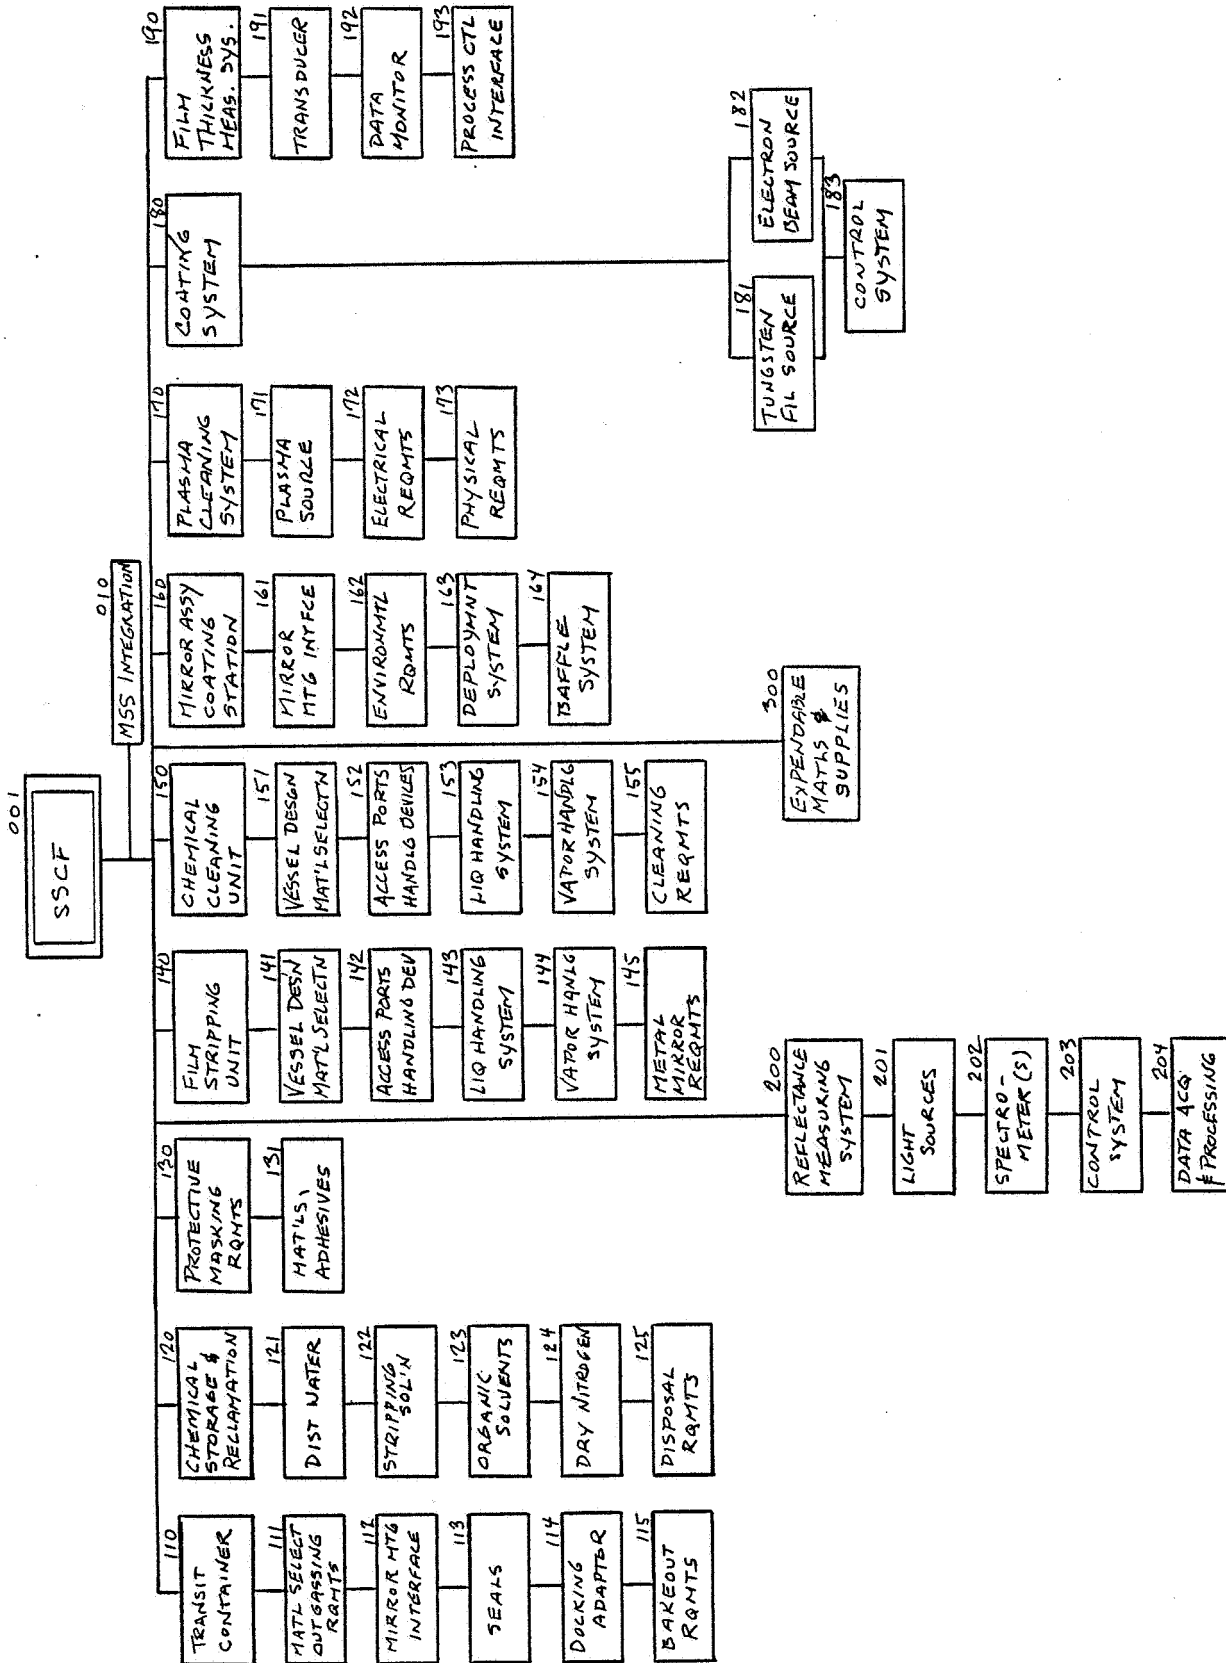 001
SSCF
010
MSS INTEGRATION
110
TRANSIT
CONTAINER
111
MATL SELECT
OUTGASSING
RQMTS
112
MIRROR MTG
INTERFACE
113
SEALS
114
DOCKING
ADAPTOR
115
BAKEOUT
RQMTS
120
CHEMICAL
STORAGE &
RECLAMATION
121
DIST WATER
122
STRIPPING
SOL'N
123
ORGANIC
SOLVENTS
124
DRY NITROGEN
125
DISPOSAL
RQMTS
130
PROTECTIVE
MASKING
RQMTS
131
MAT'LS,
ADHESIVES
140
FILM
STRIPPING
UNIT
141
VESSEL DES'N
MAT'L SELECTN
142
ACCESS PORTS
HANDLING DEV
143
LIQ HANDLING
SYSTEM
144
VAPOR HANLG
SYSTEM
145
METAL
MIRROR
REQMTS
150
CHEMICAL
CLEANING
UNIT
151
VESSEL DESGN
MAT'L SELECT'N
152
ACCESS PORTS
HANDLG DEVICES
153
LIQ HANDLING
SYSTEM
154
VAPOR HANDLG
SYSTEM
155
CLEANING
REQMTS
160
MIRROR ASSY
COATING
STATION
161
MIRROR
MTG INTFCE
162
ENVIRONMTL
RQMTS
163
DEPLOYMNT
SYSTEM
164
BAFFLE
SYSTEM
170
PLASMA
CLEANING
SYSTEM
171
PLASMA
SOURCE
172
ELECTRICAL
REQMTS
173
PHYSICAL
REQMTS
180
COATING
SYSTEM
181
TUNGSTEN
FIL SOURCE
182
ELECTRON
BEAM SOURCE
183
CONTROL
SYSTEM
190
FILM
THICKNESS
MEAS. SYS.
191
TRANSDUCER
192
DATA
MONITOR
193
PROCESS CTL
INTERFACE
200
REFLECTANCE
MEASURING
SYSTEM
201
LIGHT
SOURCES
202
SPECTRO-
METER(S)
203
CONTROL
SYSTEM
204
DATA ACQ
& PROCESSING
300
EXPENDABLE
MATLS &
SUPPLIES